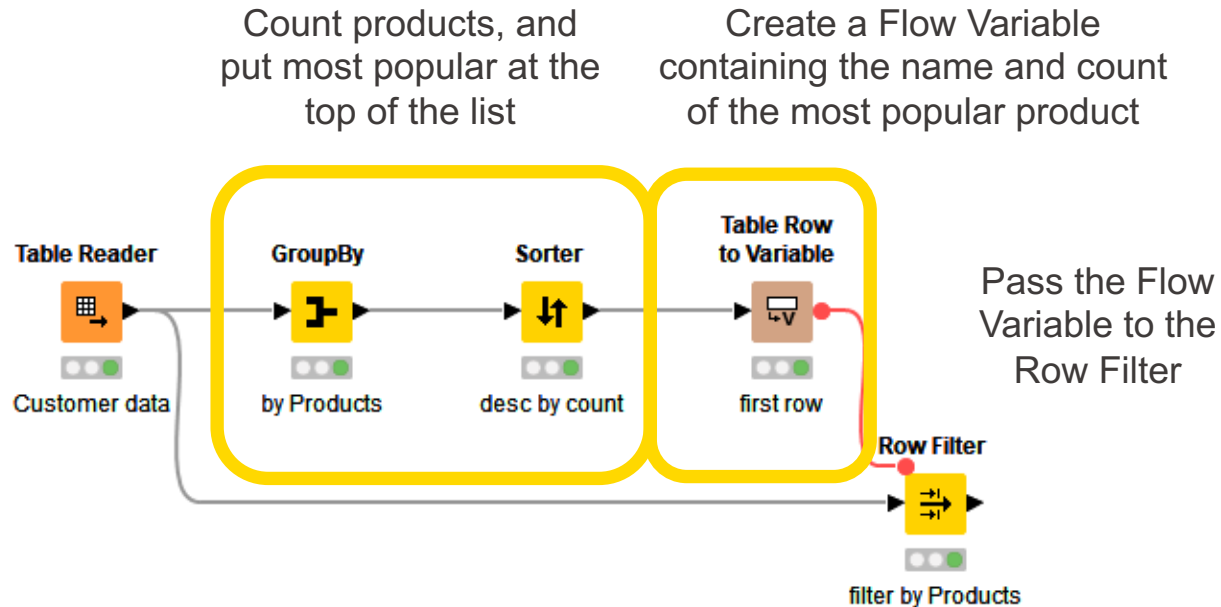 Count products, and
put most popular at the
top of the list
Create a Flow Variable
containing the name and count
of the most popular product
Table Reader
Customer data
GroupBy
by Products
Sorter
desc by count
Table Row
to Variable
V
first row
Pass the Flow
Variable to the
Row Filter
Row Filter
filter by Products